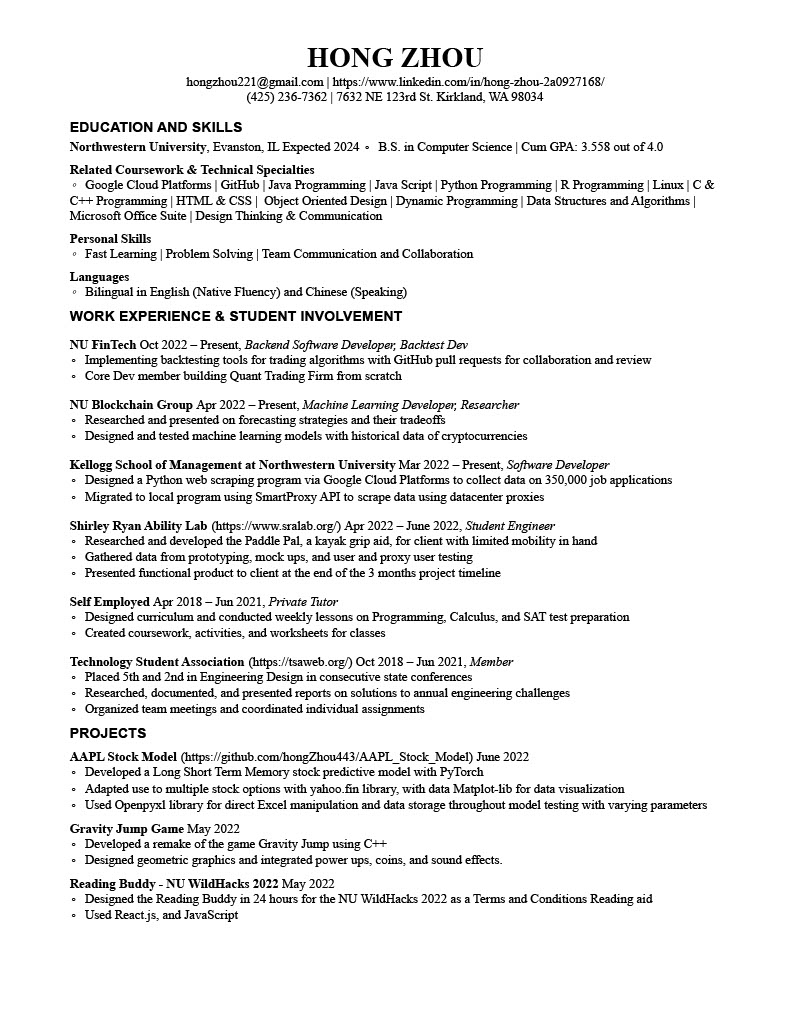 HONG ZHOU
hongzhou221@gmail.com | https://www.linkedin.com/in/hong-zhou-2a0927168/
(425) 236-7362 | 7632 NE 123rd St. Kirkland, WA 98034
EDUCATION AND SKILLS
Northwestern University, Evanston, IL Expected 2024 ∘ B.S. in Computer Science | Cum GPA: 3.558 out of 4.0
Related Coursework & Technical Specialties
∘ Google Cloud Platforms | GitHub | Java Programming | Java Script | Python Programming | R Programming | Linux | C &
C++ Programming | HTML & CSS | Object Oriented Design | Dynamic Programming | Data Structures and Algorithms |
Microsoft Office Suite | Design Thinking & Communication
Personal Skills
∘ Fast Learning | Problem Solving | Team Communication and Collaboration
Languages
∘ Bilingual in English (Native Fluency) and Chinese (Speaking)
WORK EXPERIENCE & STUDENT INVOLVEMENT
NU FinTech Oct 2022 – Present, Backend Software Developer, Backtest Dev
∘ Implementing backtesting tools for trading algorithms with GitHub pull requests for collaboration and review
∘ Core Dev member building Quant Trading Firm from scratch
NU Blockchain Group Apr 2022 – Present, Machine Learning Developer, Researcher
∘ Researched and presented on forecasting strategies and their tradeoffs
∘ Designed and tested machine learning models with historical data of cryptocurrencies
Kellogg School of Management at Northwestern University Mar 2022 – Present, Software Developer
∘ Designed a Python web scraping program via Google Cloud Platforms to collect data on 350,000 job applications
∘ Migrated to local program using SmartProxy API to scrape data using datacenter proxies
Shirley Ryan Ability Lab (https://www.sralab.org/) Apr 2022 – June 2022, Student Engineer
∘ Researched and developed the Paddle Pal, a kayak grip aid, for client with limited mobility in hand
∘ Gathered data from prototyping, mock ups, and user and proxy user testing
∘ Presented functional product to client at the end of the 3 months project timeline
Self Employed Apr 2018 – Jun 2021, Private Tutor
∘ Designed curriculum and conducted weekly lessons on Programming, Calculus, and SAT test preparation
∘ Created coursework, activities, and worksheets for classes
Technology Student Association (https://tsaweb.org/) Oct 2018 – Jun 2021, Member
∘ Placed 5th and 2nd in Engineering Design in consecutive state conferences
∘ Researched, documented, and presented reports on solutions to annual engineering challenges
∘ Organized team meetings and coordinated individual assignments
PROJECTS
AAPL Stock Model (https://github.com/hongZhou443/AAPL_Stock_Model) June 2022
∘ Developed a Long Short Term Memory stock predictive model with PyTorch
∘ Adapted use to multiple stock options with yahoo.fin library, with data Matplot-lib for data visualization
∘ Used Openpyxl library for direct Excel manipulation and data storage throughout model testing with varying parameters
Gravity Jump Game May 2022
∘ Developed a remake of the game Gravity Jump using C++
∘ Designed geometric graphics and integrated power ups, coins, and sound effects.
Reading Buddy - NU WildHacks 2022 May 2022
∘ Designed the Reading Buddy in 24 hours for the NU WildHacks 2022 as a Terms and Conditions Reading aid
∘ Used React.js, and JavaScript